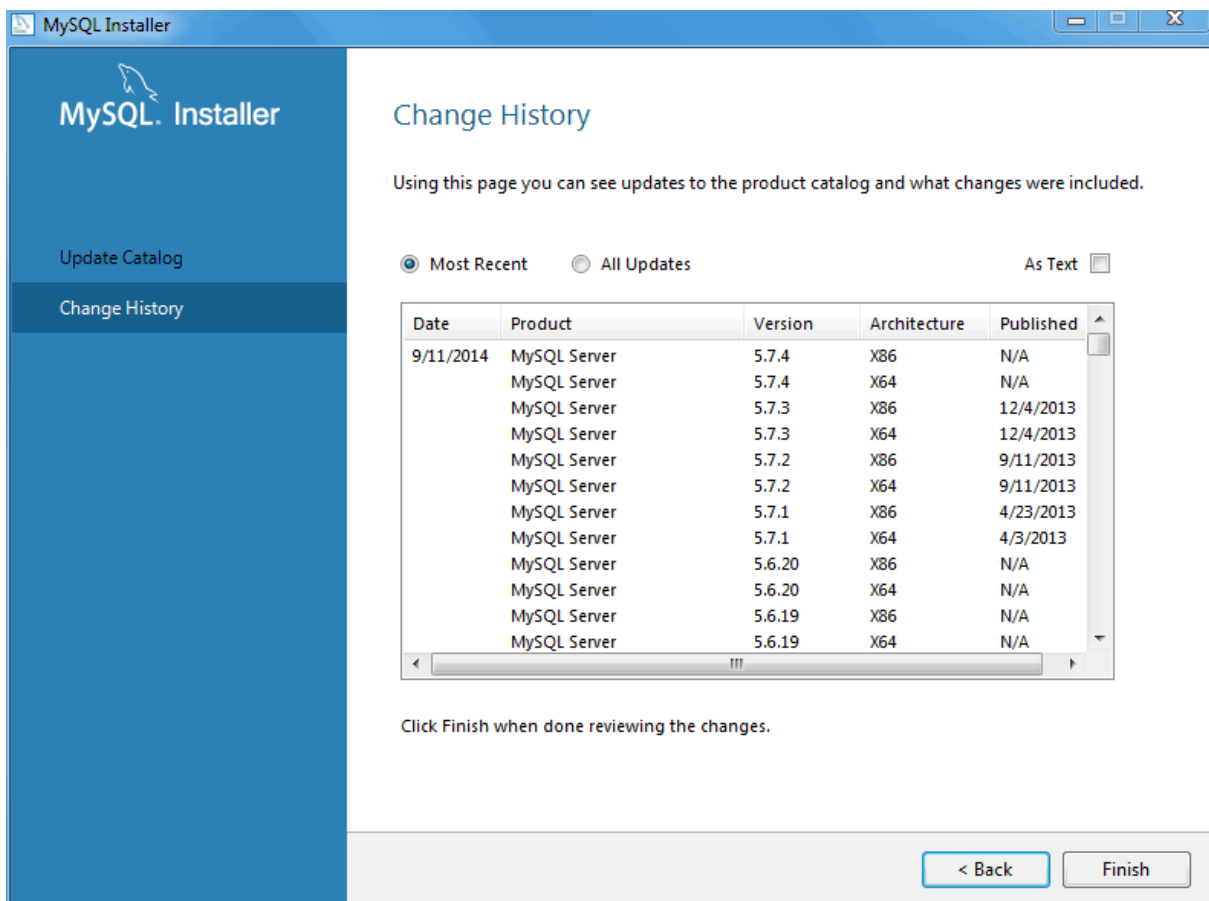 MySQL Installer
MySQL. Installer
Update Catalog
Change History
Change History
Using this page you can see updates to the product catalog and what changes were included.
Most Recent All Updates As Text
Date Product Version Architecture Published
9/11/2014 MySQL Server 5.7.4 X86 N/A
MySQL Server 5.7.4 X64 N/A
MySQL Server 5.7.3 X86 12/4/2013
MySQL Server 5.7.3 X64 12/4/2013
MySQL Server 5.7.2 X86 9/11/2013
MySQL Server 5.7.2 X64 9/11/2013
MySQL Server 5.7.1 X86 4/23/2013
MySQL Server 5.7.1 X64 4/3/2013
MySQL Server 5.6.20 X86 N/A
MySQL Server 5.6.20 X64 N/A
MySQL Server 5.6.19 X86 N/A
MySQL Server 5.6.19 X64 N/A
Click Finish when done reviewing the changes.
< Back Finish